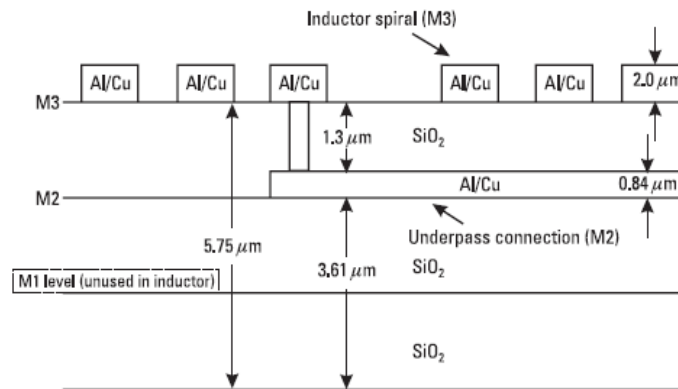 Inductor spiral (M3)
Al/Cu Al/Cu Al/Cu Al/Cu Al/Cu 2.0 μm
M3
1.3 μm SiO₂
Al/Cu 0.84 μm
M2
Underpass connection (M2)
5.75 μm
3.61 μm SiO₂
M1 level (unused in inductor)
SiO₂